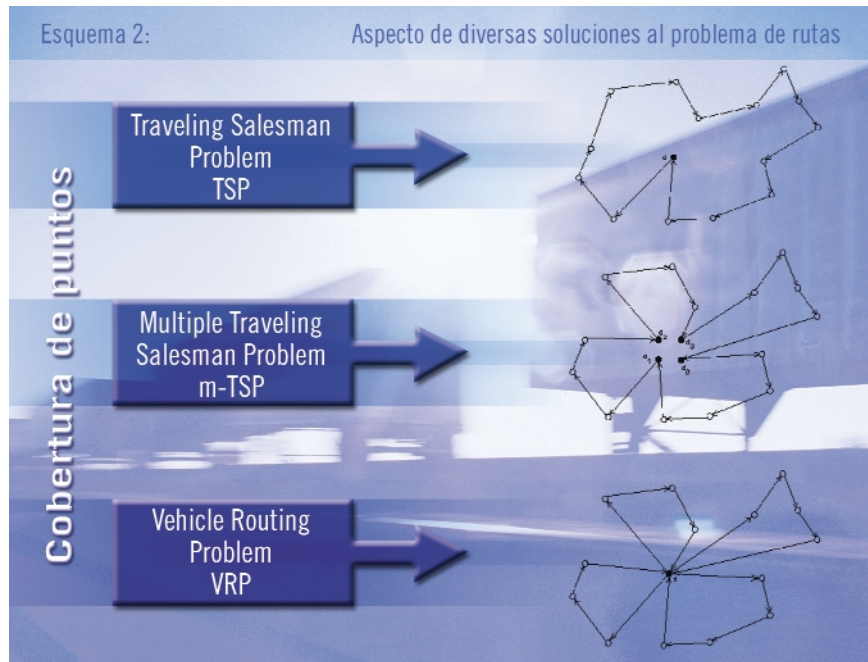 Esquema 2:
Aspecto de diversas soluciones al problema de rutas
Cobertura de puntos
Traveling Salesman
Problem
TSP
Multiple Traveling
Salesman Problem
m-TSP
Vehicle Routing
Problem
VRP